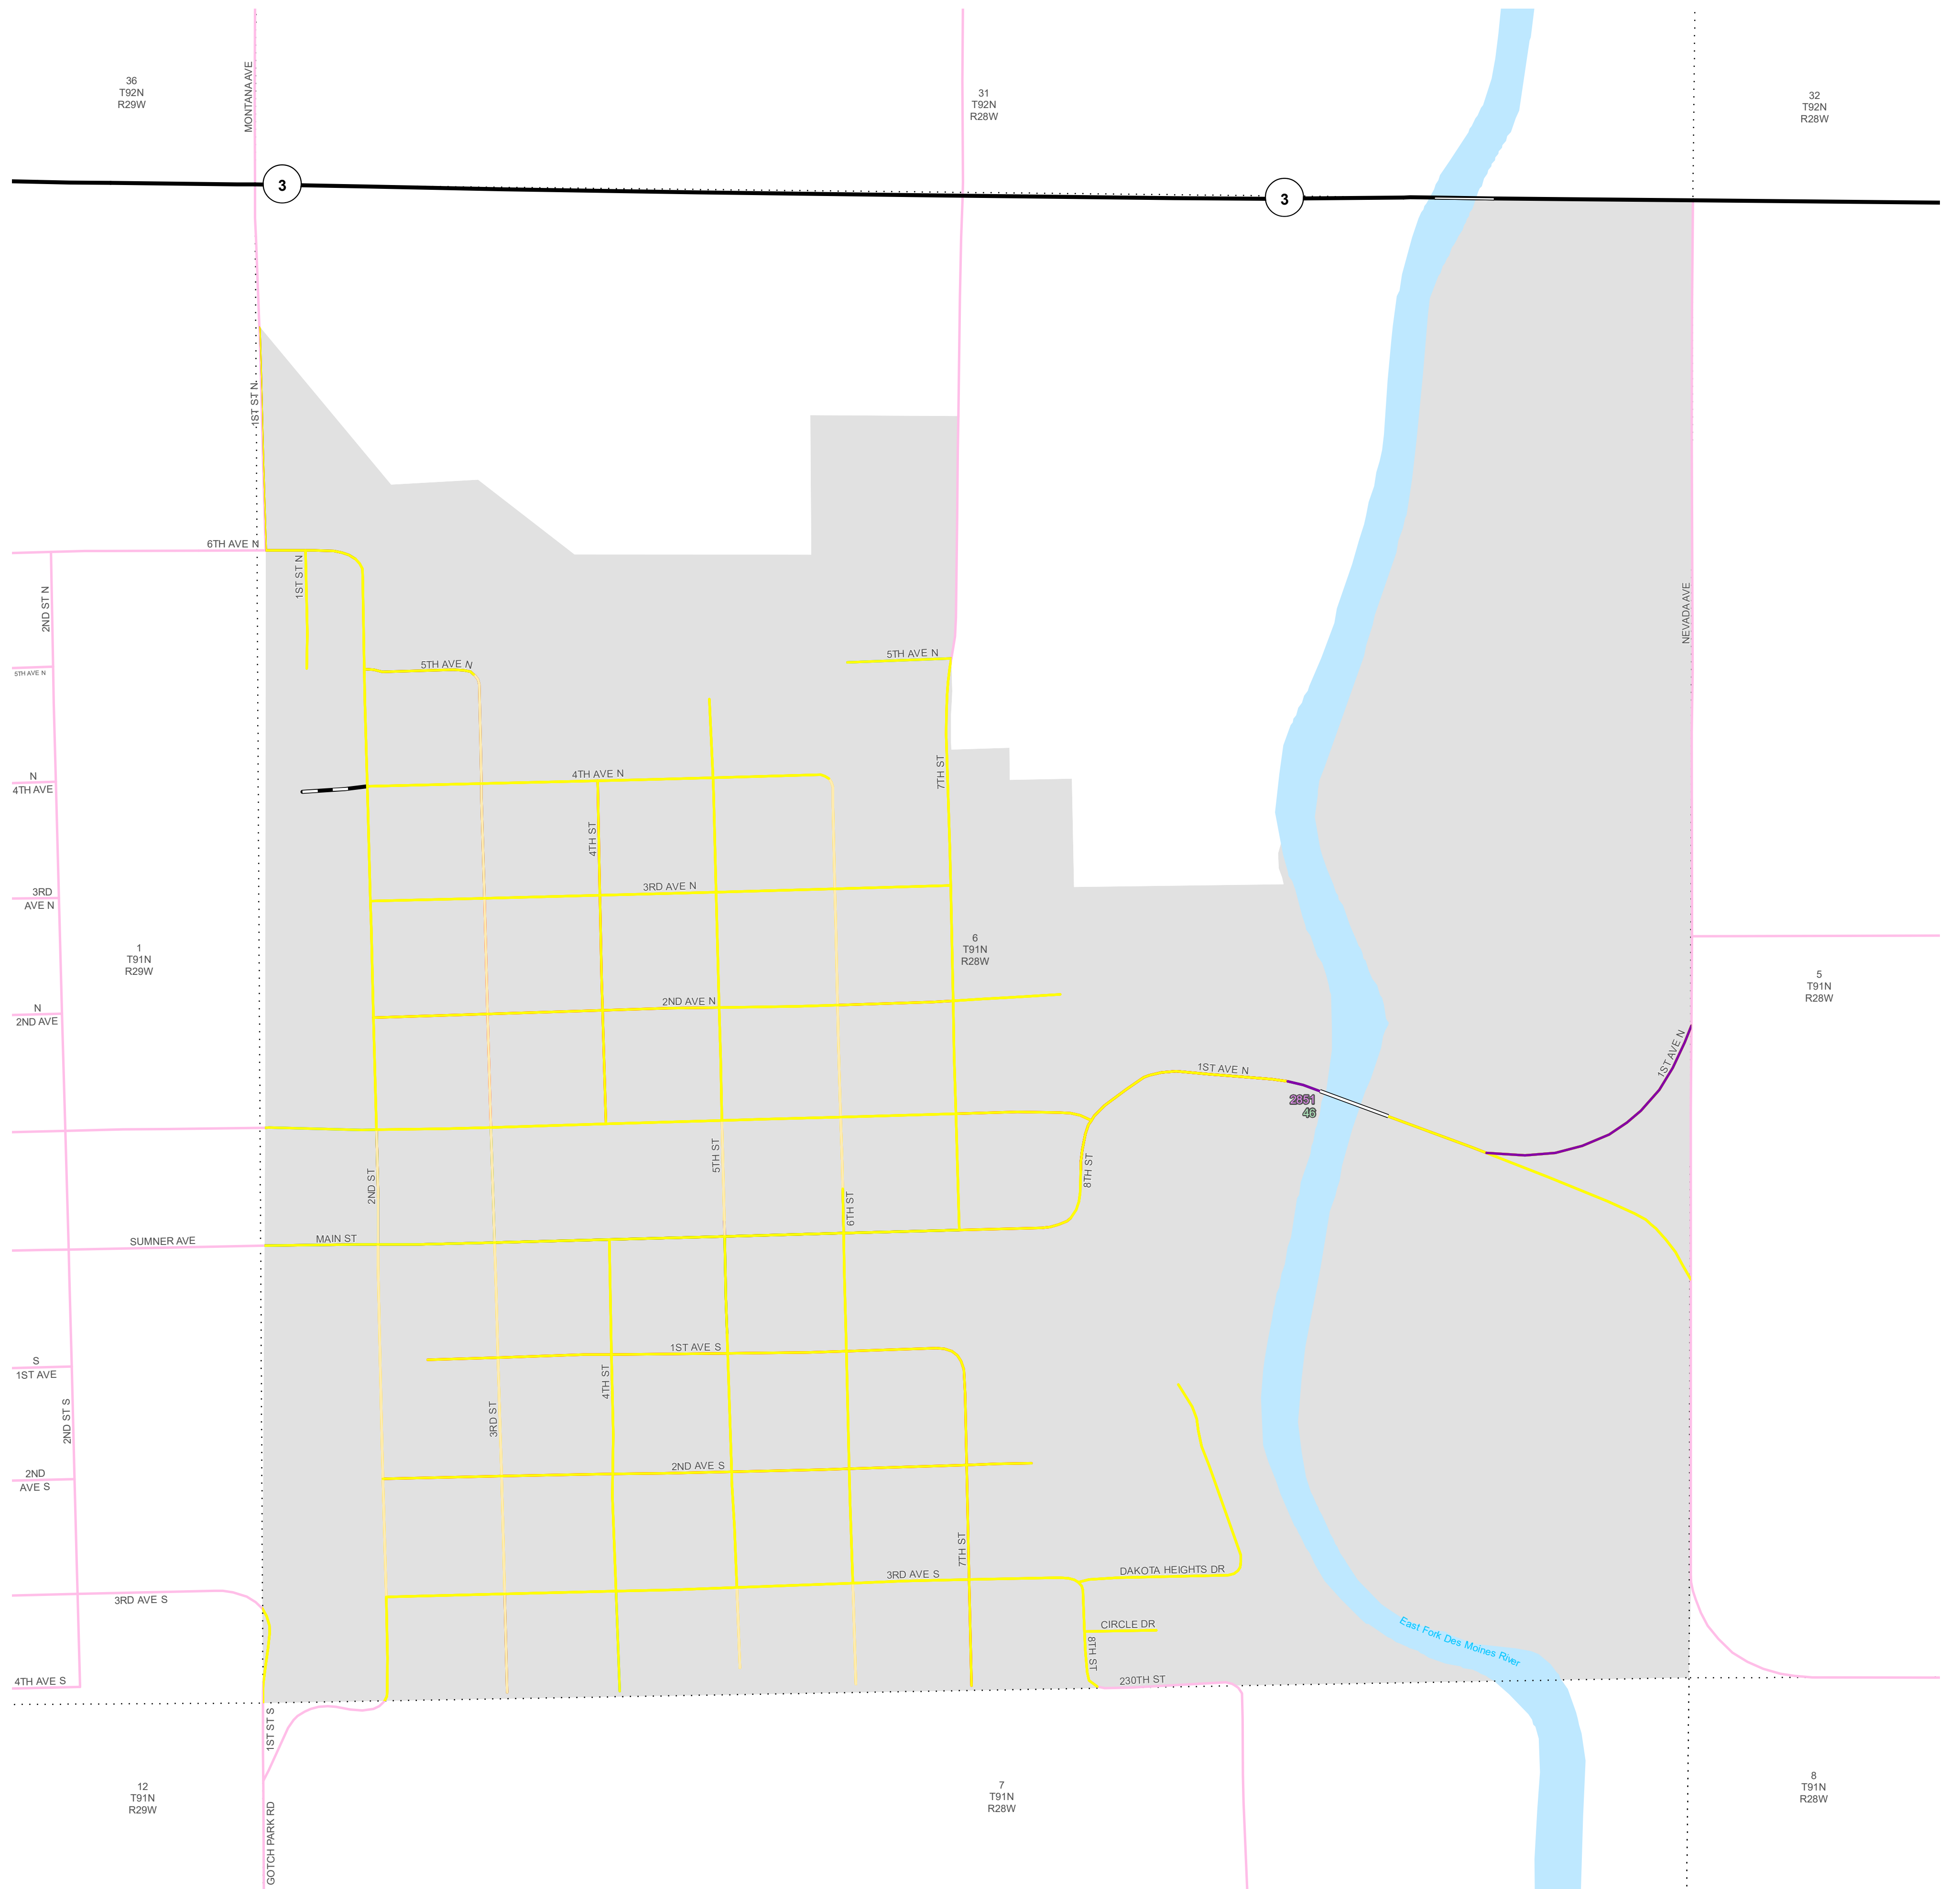 36
T92N
R29W
MONTANA AVE
31
T92N
R28W
32
T92N
R28W
3
3
1ST ST N
6TH AVE N
1ST ST N
2ND ST N
NEVADA AVE
5TH AVE N
5TH AVE N
5TH AVE N
N
4TH AVE
4TH AVE N
7TH ST
4TH ST
3RD
AVE N
3RD AVE N
1
T91N
R29W
6
T91N
R28W
5
T91N
R28W
N
2ND AVE
2ND AVE N
1ST AVE N
1ST AVE N
2851
46
5TH ST
2ND ST
8TH ST
6TH ST
SUMNER AVE
MAIN ST
1ST AVE S
S
1ST AVE
4TH ST
3RD ST
2ND ST S
2ND
AVE S
2ND AVE S
7TH ST
3RD AVE S
DAKOTA HEIGHTS DR
3RD AVE S
CIRCLE DR
8TH ST
East Fork Des Moines River
4TH AVE S
230TH ST
1ST ST S
12
T91N
R29W
7
T91N
R28W
8
T91N
R28W
GOTCH PARK RD